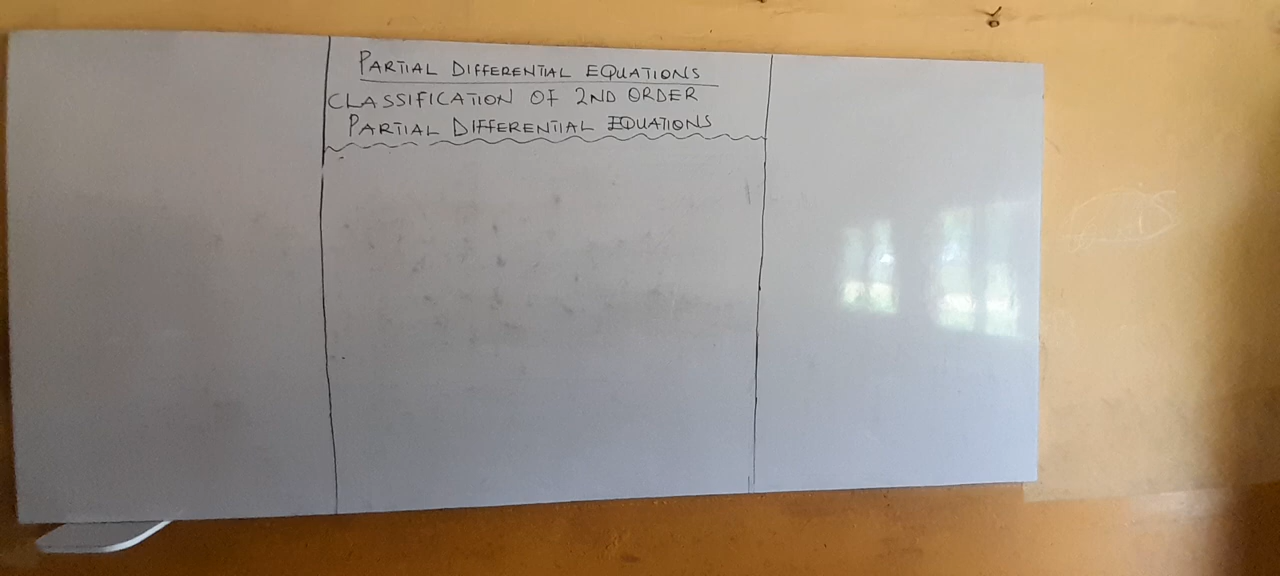 PARTIAL DIFFERENTIAL EQUATIONS
CLASSIFICATION OF 2ND ORDER
PARTIAL DIFFERENTIAL EQUATIONS